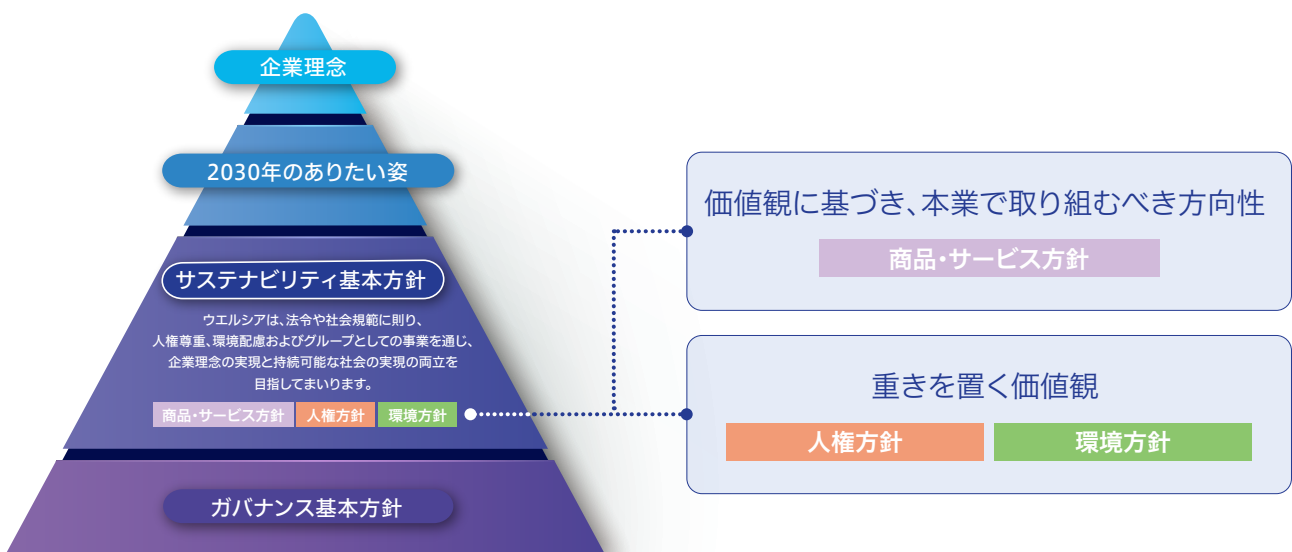 企業理念
2030年のありたい姿
サステナビリティ基本方針
ウエルシアは、法令や社会規範に則り、
人権尊重、環境配慮およびグループとしての事業を通じ、
企業理念の実現と持続可能な社会の実現の両立を
目指してまいります。
商品・サービス方針 人権方針 環境方針
ガバナンス基本方針
価値観に基づき、本業で取り組むべき方向性
商品・サービス方針
重きを置く価値観
人権方針 環境方針